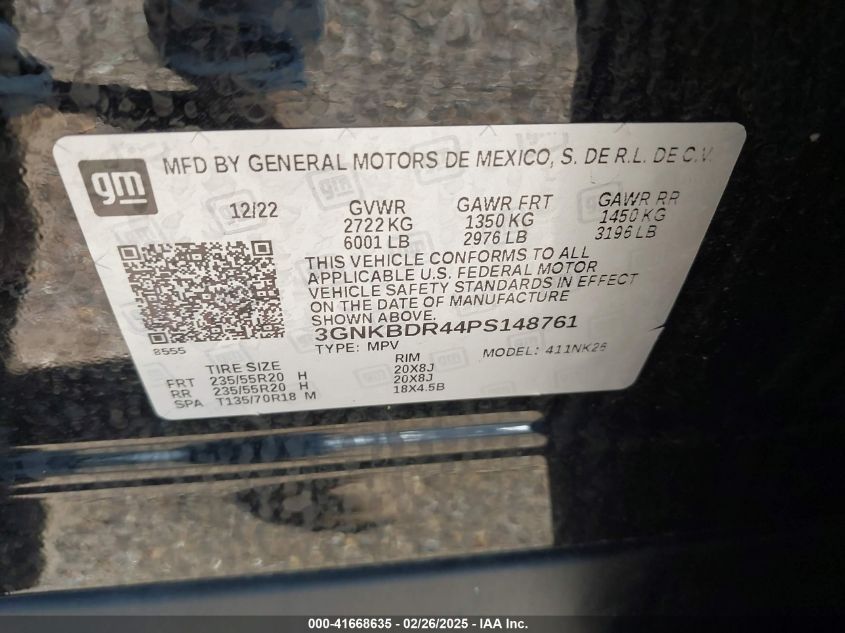 gm
MFD BY GENERAL MOTORS DE MEXICO, S. DE R.L. DE C.V.
12/22
GVWR
2722 KG
6001 LB
GAWR FRT
1350 KG
2976 LB
GAWR RR
1450 KG
3196 LB
THIS VEHICLE CONFORMS TO ALL
APPLICABLE U.S. FEDERAL MOTOR
VEHICLE SAFETY STANDARDS IN EFFECT
ON THE DATE OF MANUFACTURE
SHOWN ABOVE.
3GNKBDR44PS148761
8555
TYPE: MPV
MODEL: 411NK26
TIRE SIZE
RIM
FRT 235/55R20 H 20X8J
RR 235/55R20 H 20X8J
SPA T135/70R18 M 18X4.5B
000-41668635 - 02/26/2025 - IAA Inc.